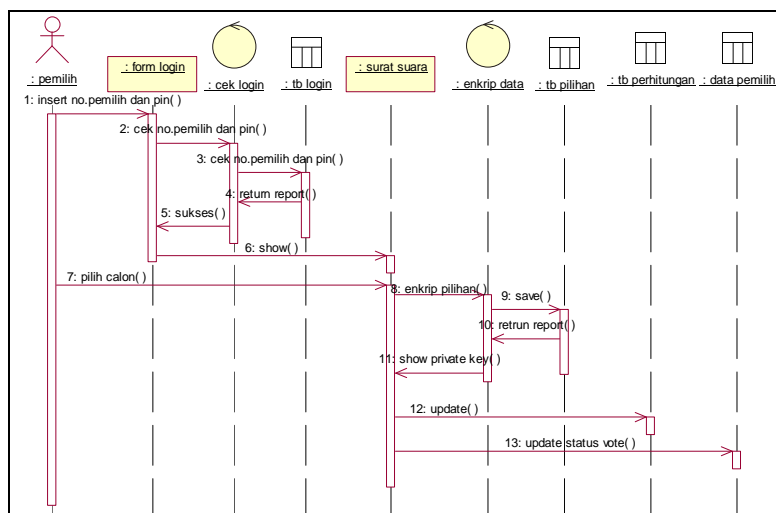 : pemilih
: form login
: cek login
: tb login
: surat suara
: enkrip data
: tb pilihan
: tb perhitungan
: data pemilih
1: insert no.pemilih dan pin( )
2: cek no.pemilih dan pin( )
3: cek no.pemilih dan pin( )
4: return report( )
5: sukses( )
6: show( )
7: pilih calon( )
8: enkrip pilihan( )
9: save( )
10: retrun report( )
11: show private key( )
12: update( )
13: update status vote( )